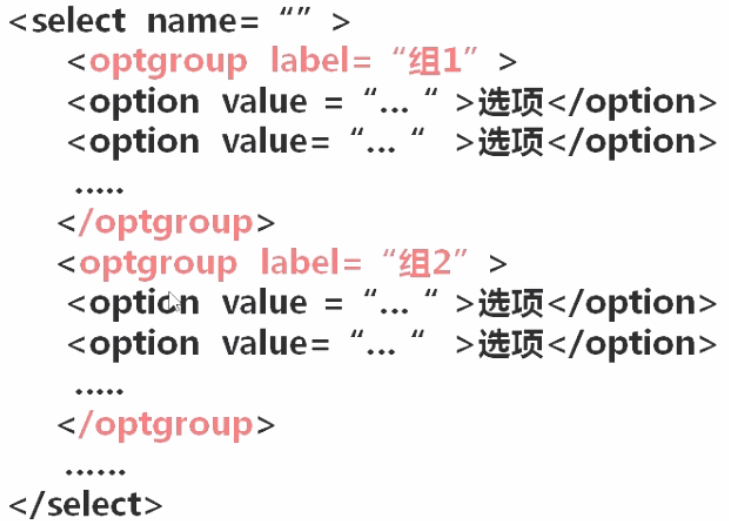 <select name= “” >
<optgroup label= “组1” >
<option value = “... “ >选项</option>
<option value= “... “ >选项</option>
.....
</optgroup>
<optgroup label= “组2” >
<option value = “... “ >选项</option>
<option value= “... “ >选项</option>
.....
</optgroup>
......
</select>